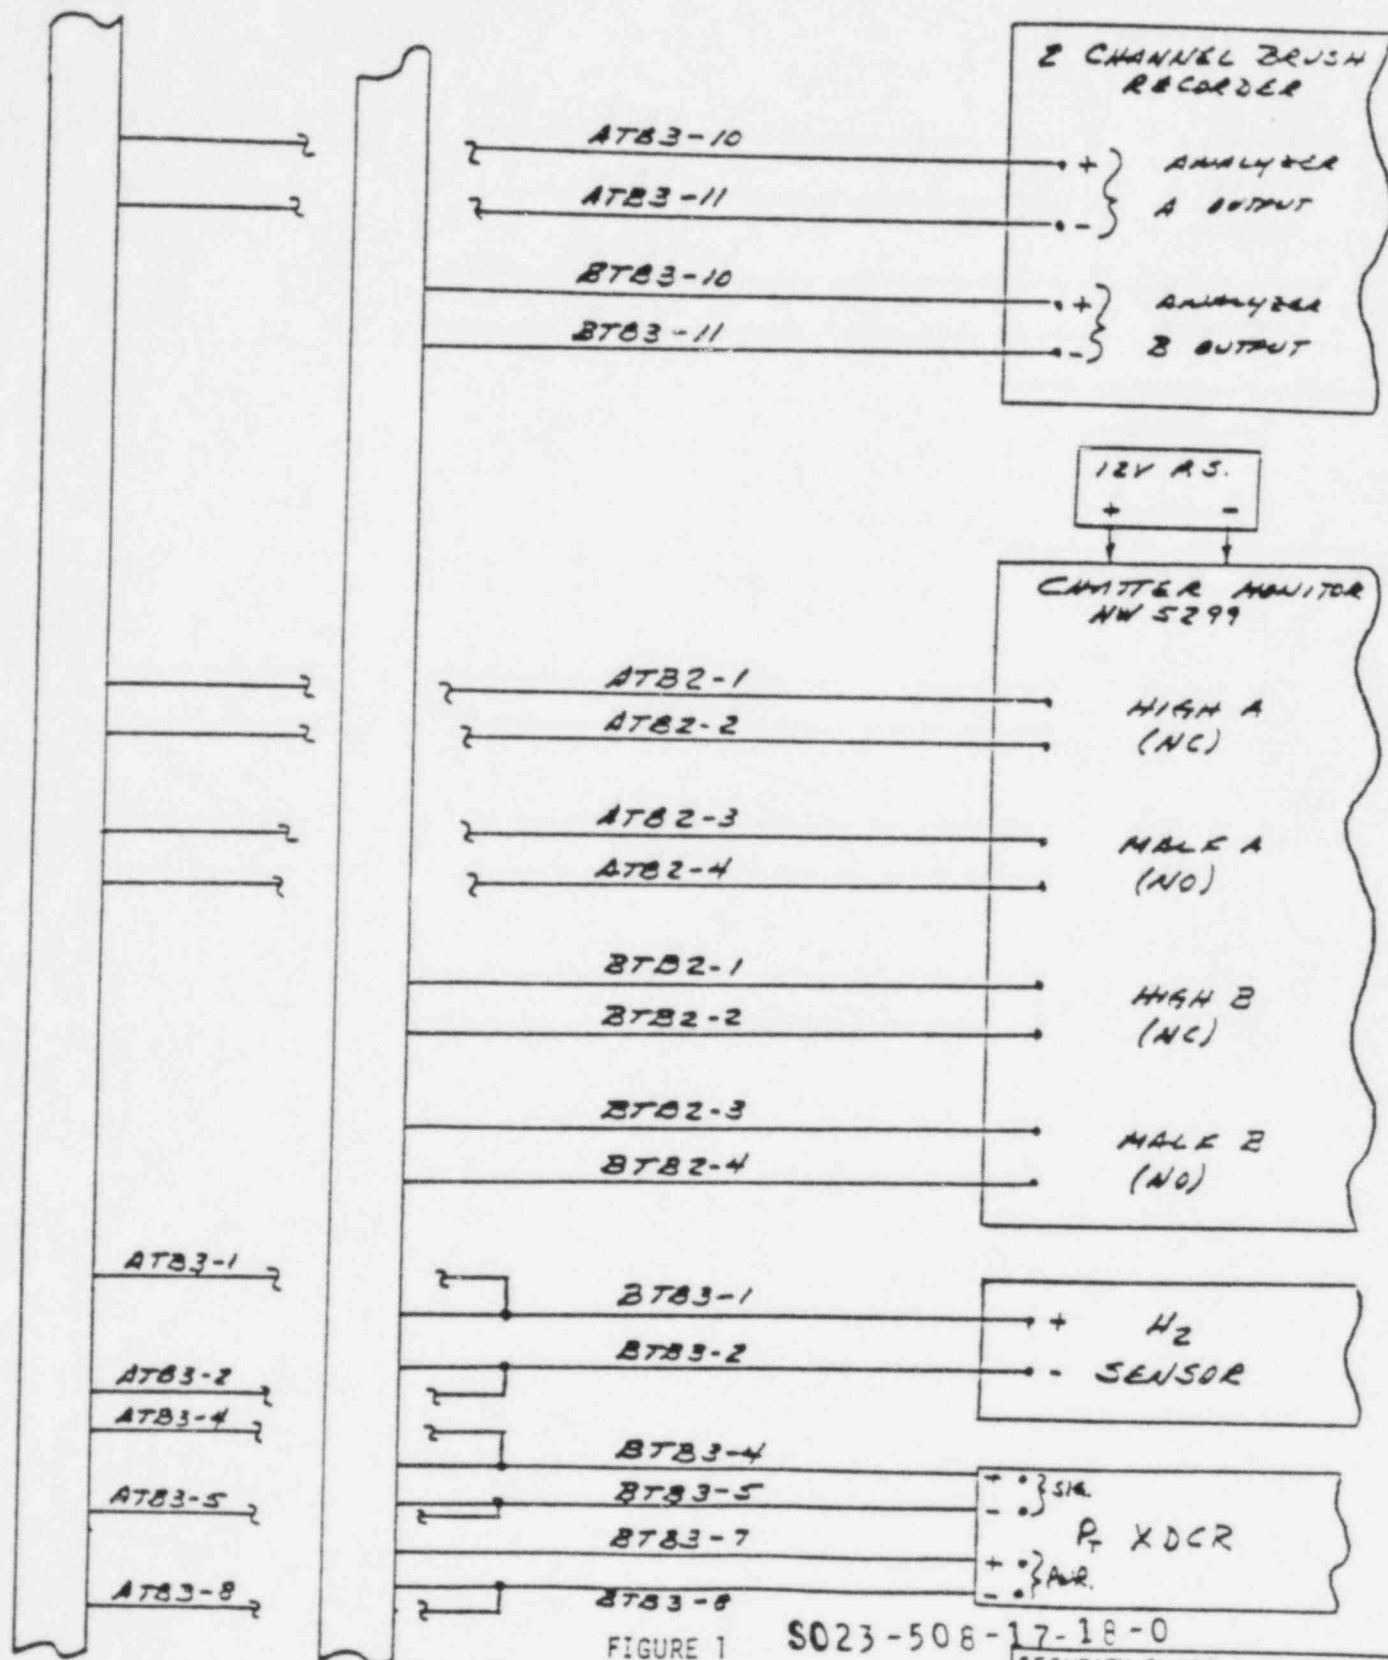 2 CHANNEL BRUSH
RECORDER
ATB3-10
+
ANALYZER
ATB3-11
-
A OUTPUT
BTB3-10
+
ANALYZER
BTB3-11
-
B OUTPUT
12V P.S.
+ -
CHATTER MONITOR
HW 5299
ATB2-1
HIGH A
ATB2-2
(NC)
ATB2-3
MALF A
ATB2-4
(NO)
BTB2-1
HIGH B
BTB2-2
(NC)
BTB2-3
MALF B
BTB2-4
(NO)
ATB3-1
BTB3-1
+ H2
BTB3-2
- SENSOR
ATB3-2
ATB3-4
BTB3-4
+ SIG.
ATB3-5
BTB3-5
-
PT XDCR
BTB3-7
+ PWR.
ATB3-8
BTB3-8
-
FIGURE 1
SO23-508-17-18-0